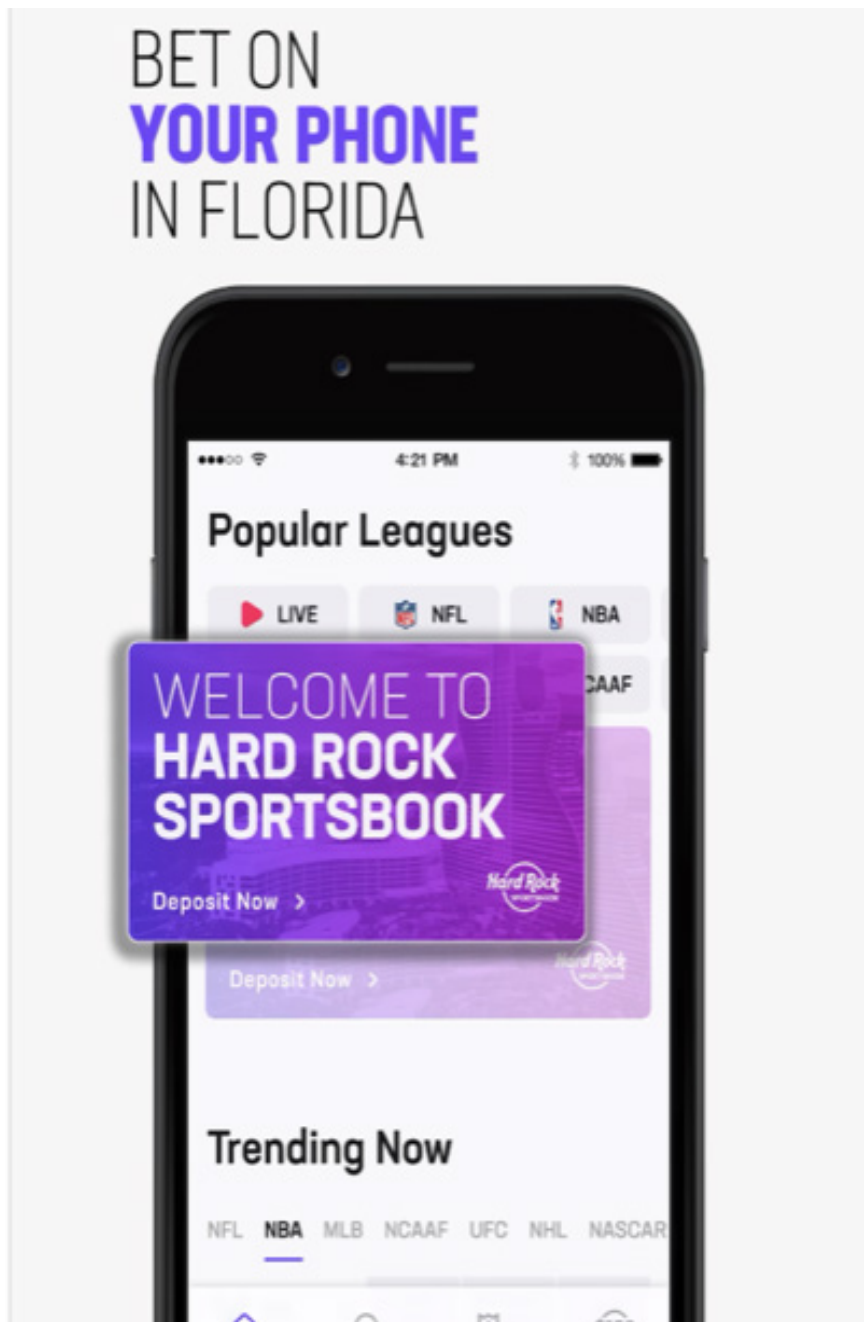 BET ON
YOUR PHONE
IN FLORIDA
4:21 PM
100%
Popular Leagues
LIVE
NFL
NBA
CAAF
WELCOME TO
HARD ROCK
SPORTSBOOK
Deposit Now >
Hard Rock
SPORTSBOOK
Deposit Now >
Hard Rock
SPORTSBOOK
Trending Now
NFL NBA MLB NCAAF UFC NHL NASCAR